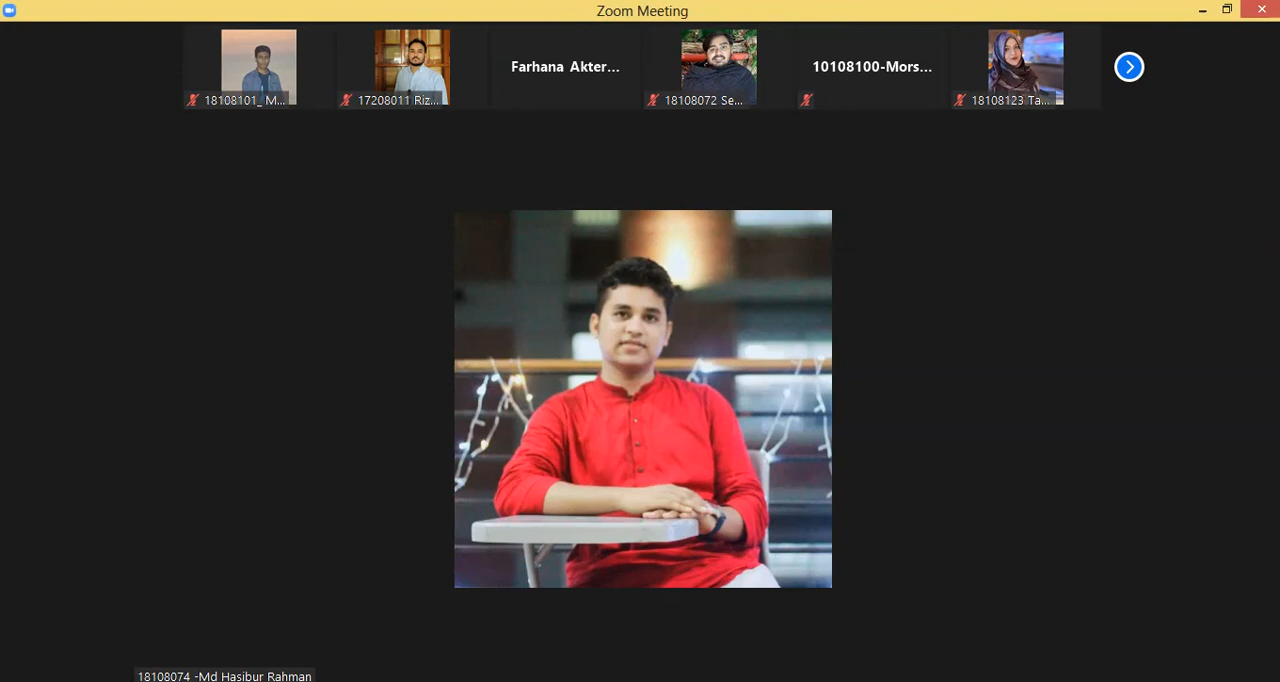 Zoom Meeting
Farhana Akter...
10108100-Mors...
18108101_ M...
17208011 Riz...
18108072 Se...
18108123 Ta...
18108074 -Md Hasibur Rahman